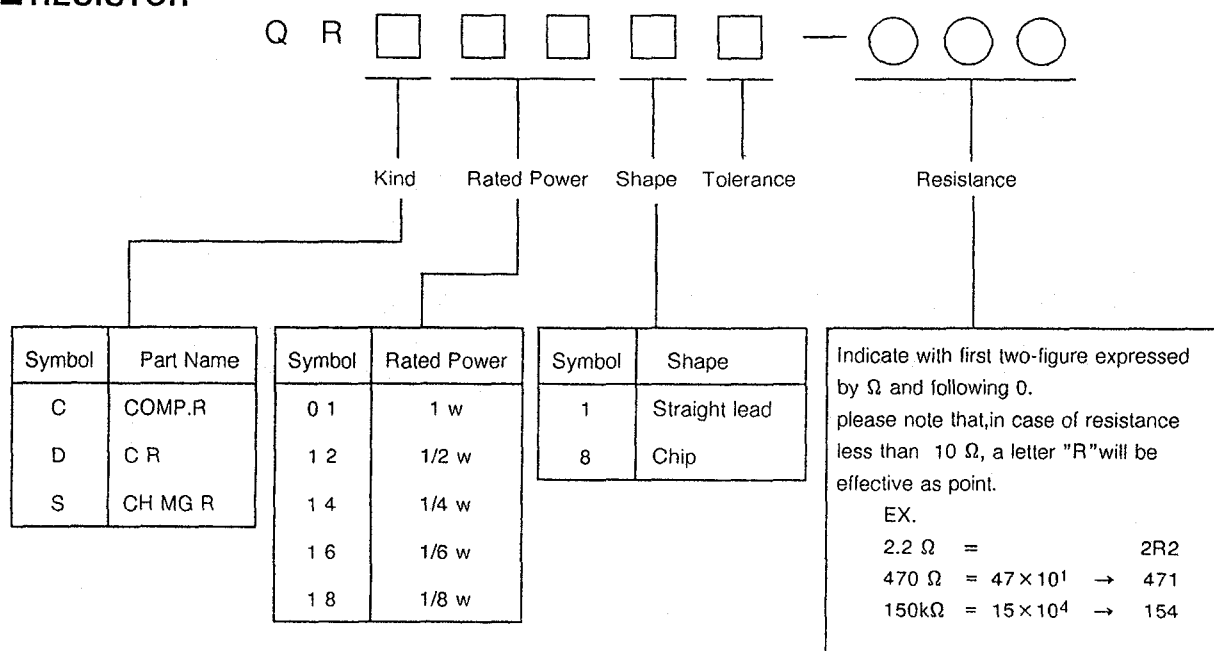 Q R — 
Kind Rated Power Shape Tolerance Resistance
Symbol Part Name
C COMP.R
D C R
S CH MG R
Symbol Rated Power
0 1 1 w
1 2 1/2 w
1 4 1/4 w
1 6 1/6 w
1 8 1/8 w
Symbol Shape
1 Straight lead
8 Chip
Indicate with first two-figure expressed
by Ω and following 0.
please note that,in case of resistance
less than 10 Ω, a letter "R"will be
effective as point.
EX.
2.2 Ω = 2R2
470 Ω = 47×10¹ → 471
150kΩ = 15×10⁴ → 154